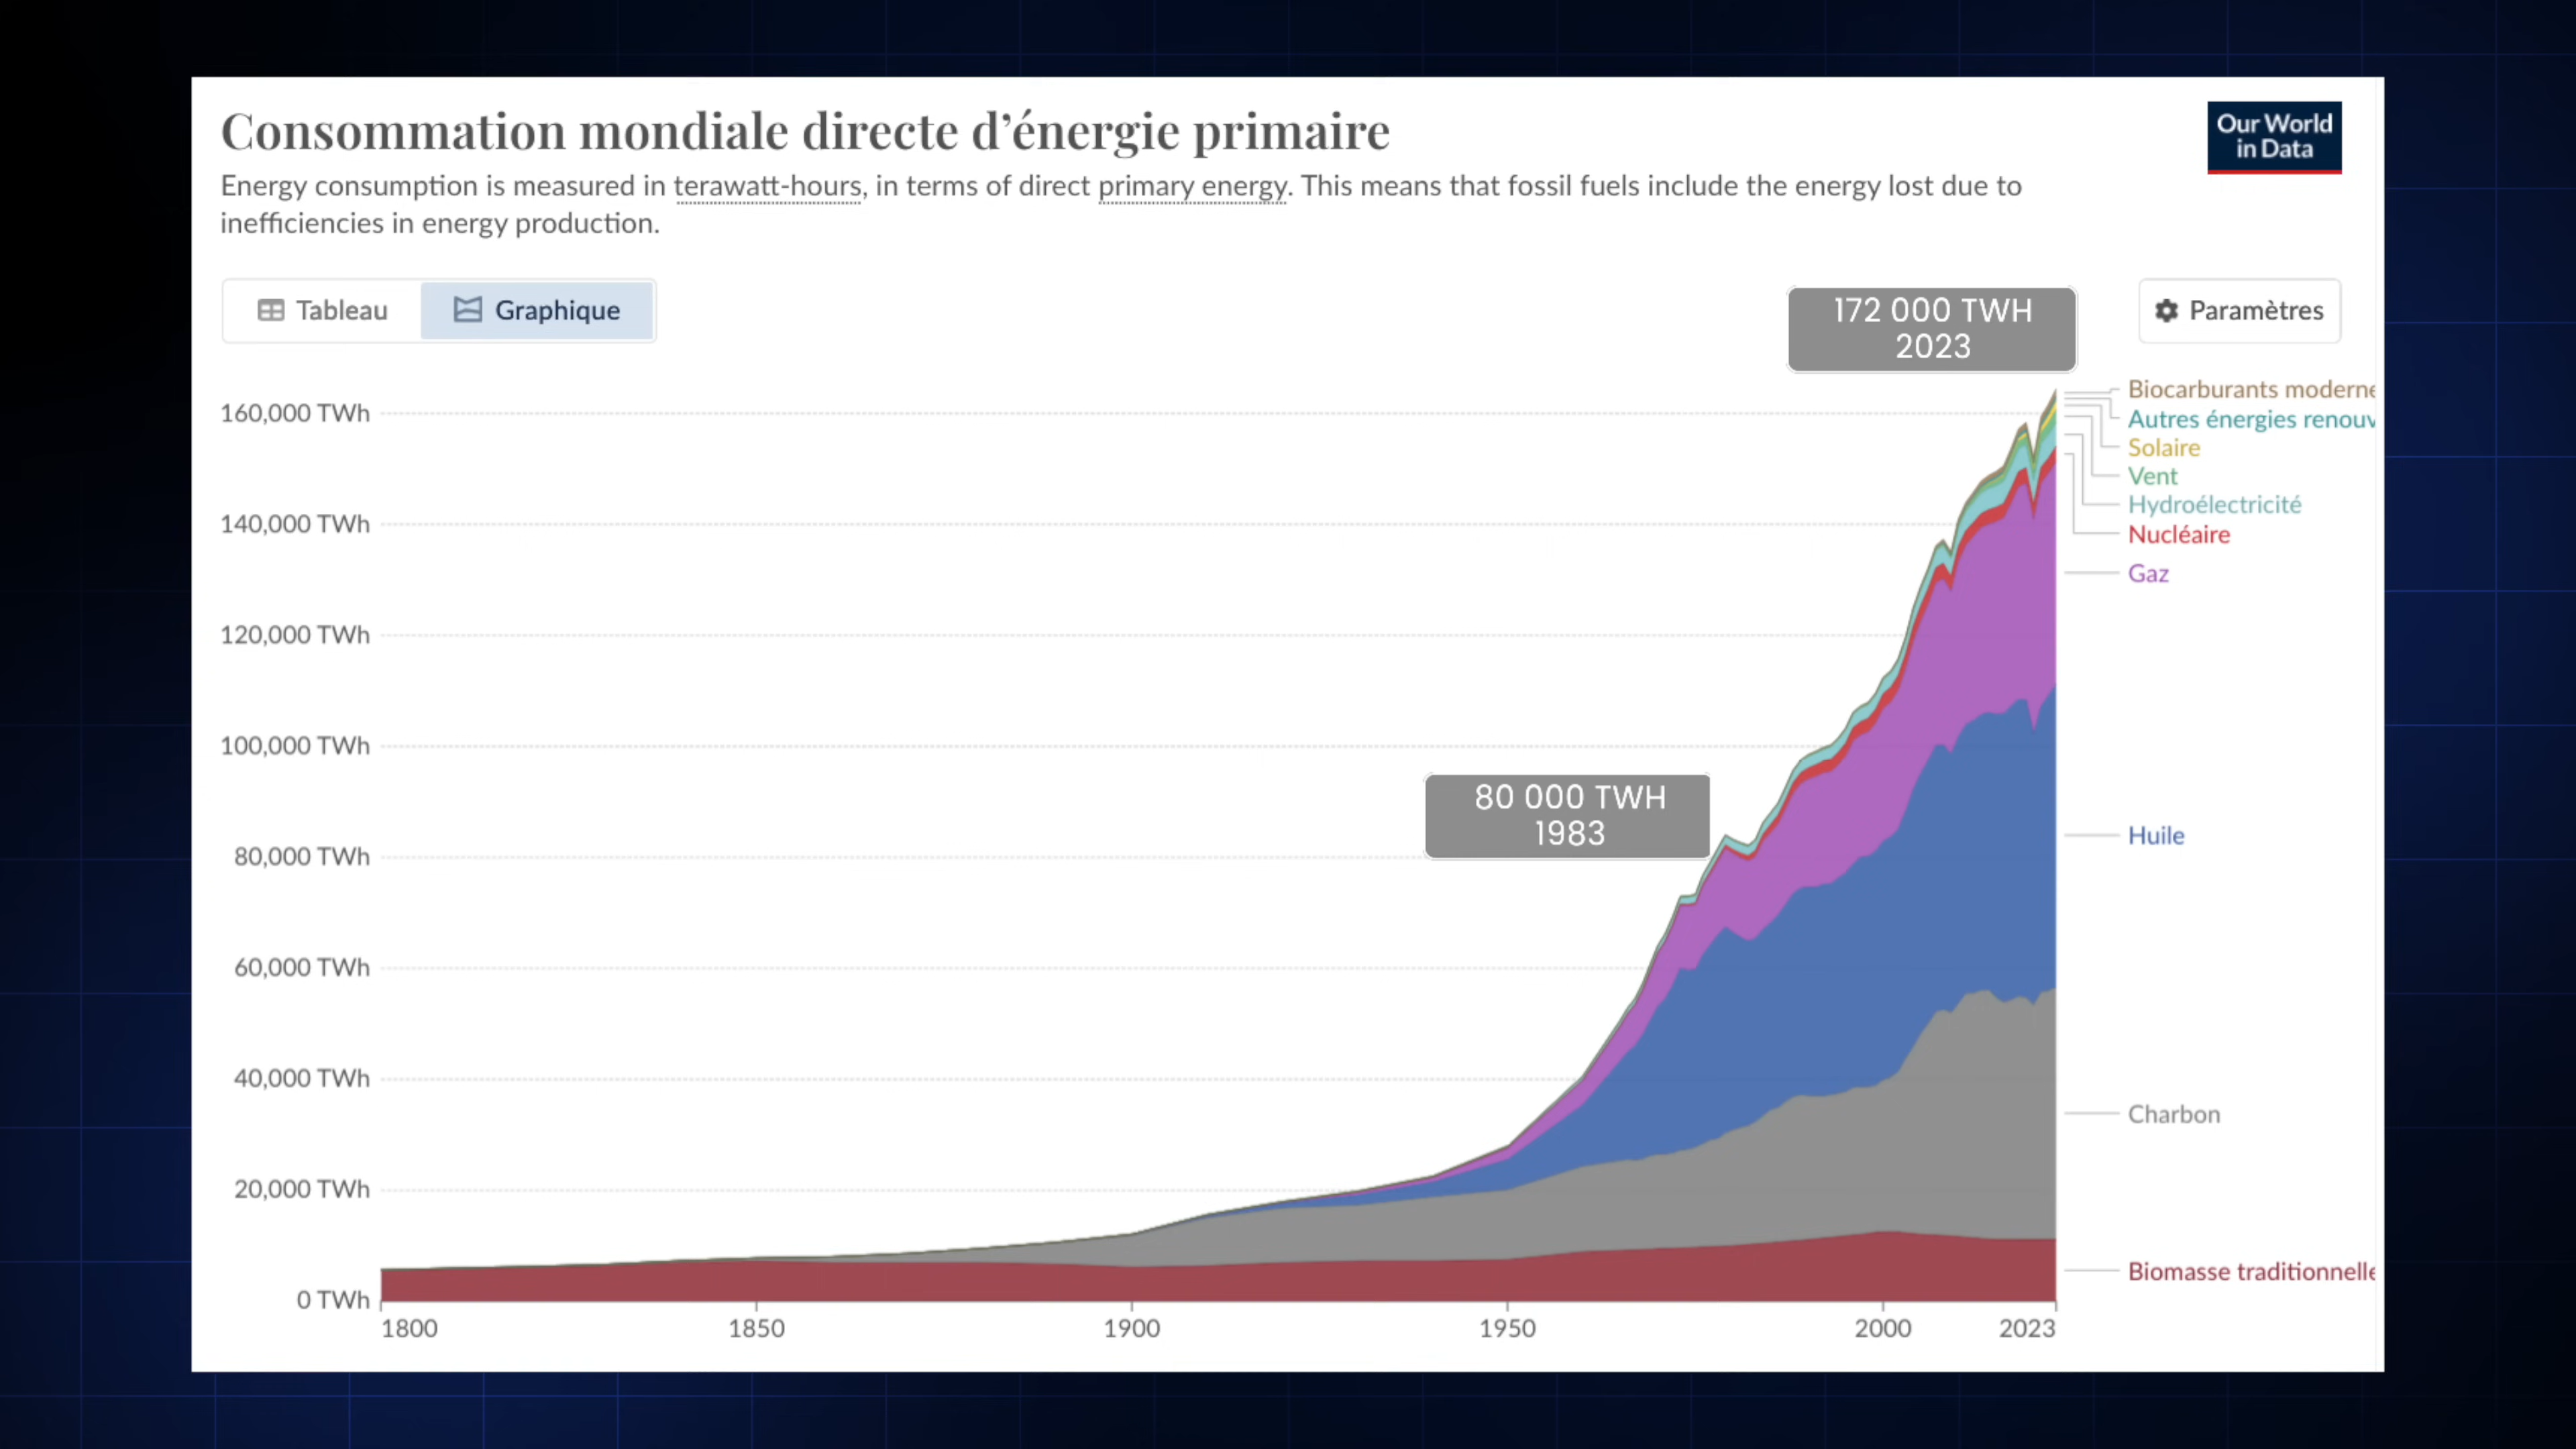 Consommation mondiale directe d’énergie primaire
Our World
in Data
Energy consumption is measured in terawatt-hours, in terms of direct primary energy. This means that fossil fuels include the energy lost due to
inefficiencies in energy production.
Tableau
Graphique
172 000 TWH
2023
Paramètres
160,000 TWh
140,000 TWh
120,000 TWh
100,000 TWh
80,000 TWh
60,000 TWh
40,000 TWh
20,000 TWh
0 TWh
80 000 TWH
1983
Biocarburants moderne
Autres énergies renouv
Solaire
Vent
Hydroélectricité
Nucléaire
Gaz
Huile
Charbon
Biomasse traditionnelle
1800
1850
1900
1950
2000
2023